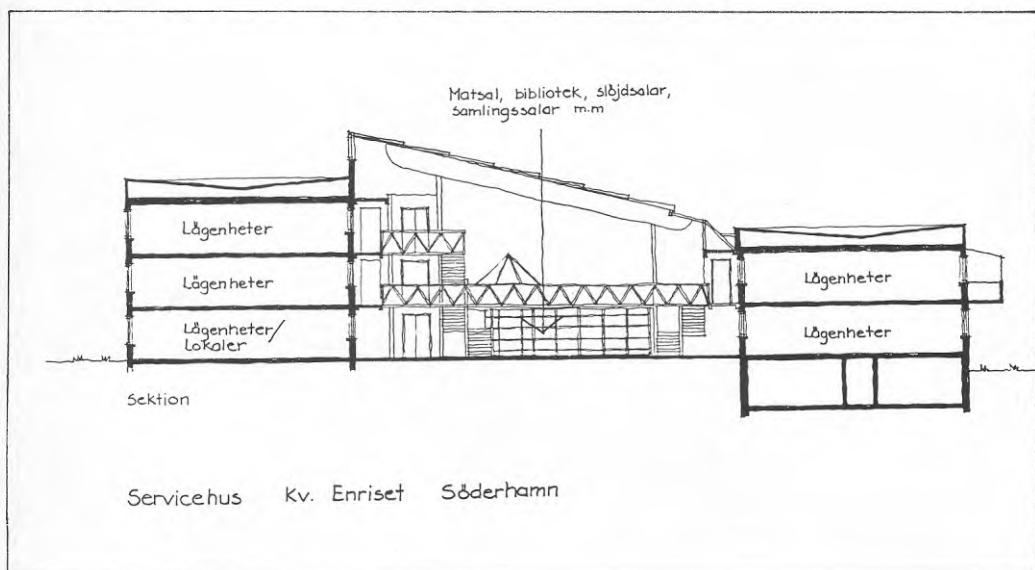 Matsal, bibliotek, slöjdsalar,
samlingssalar m.m
Lägenheter
Lägenheter
Lägenheter
Lägenheter/
Lokaler
Lägenheter
Sektion
Servicehus Kv. Enriset Söderhamn